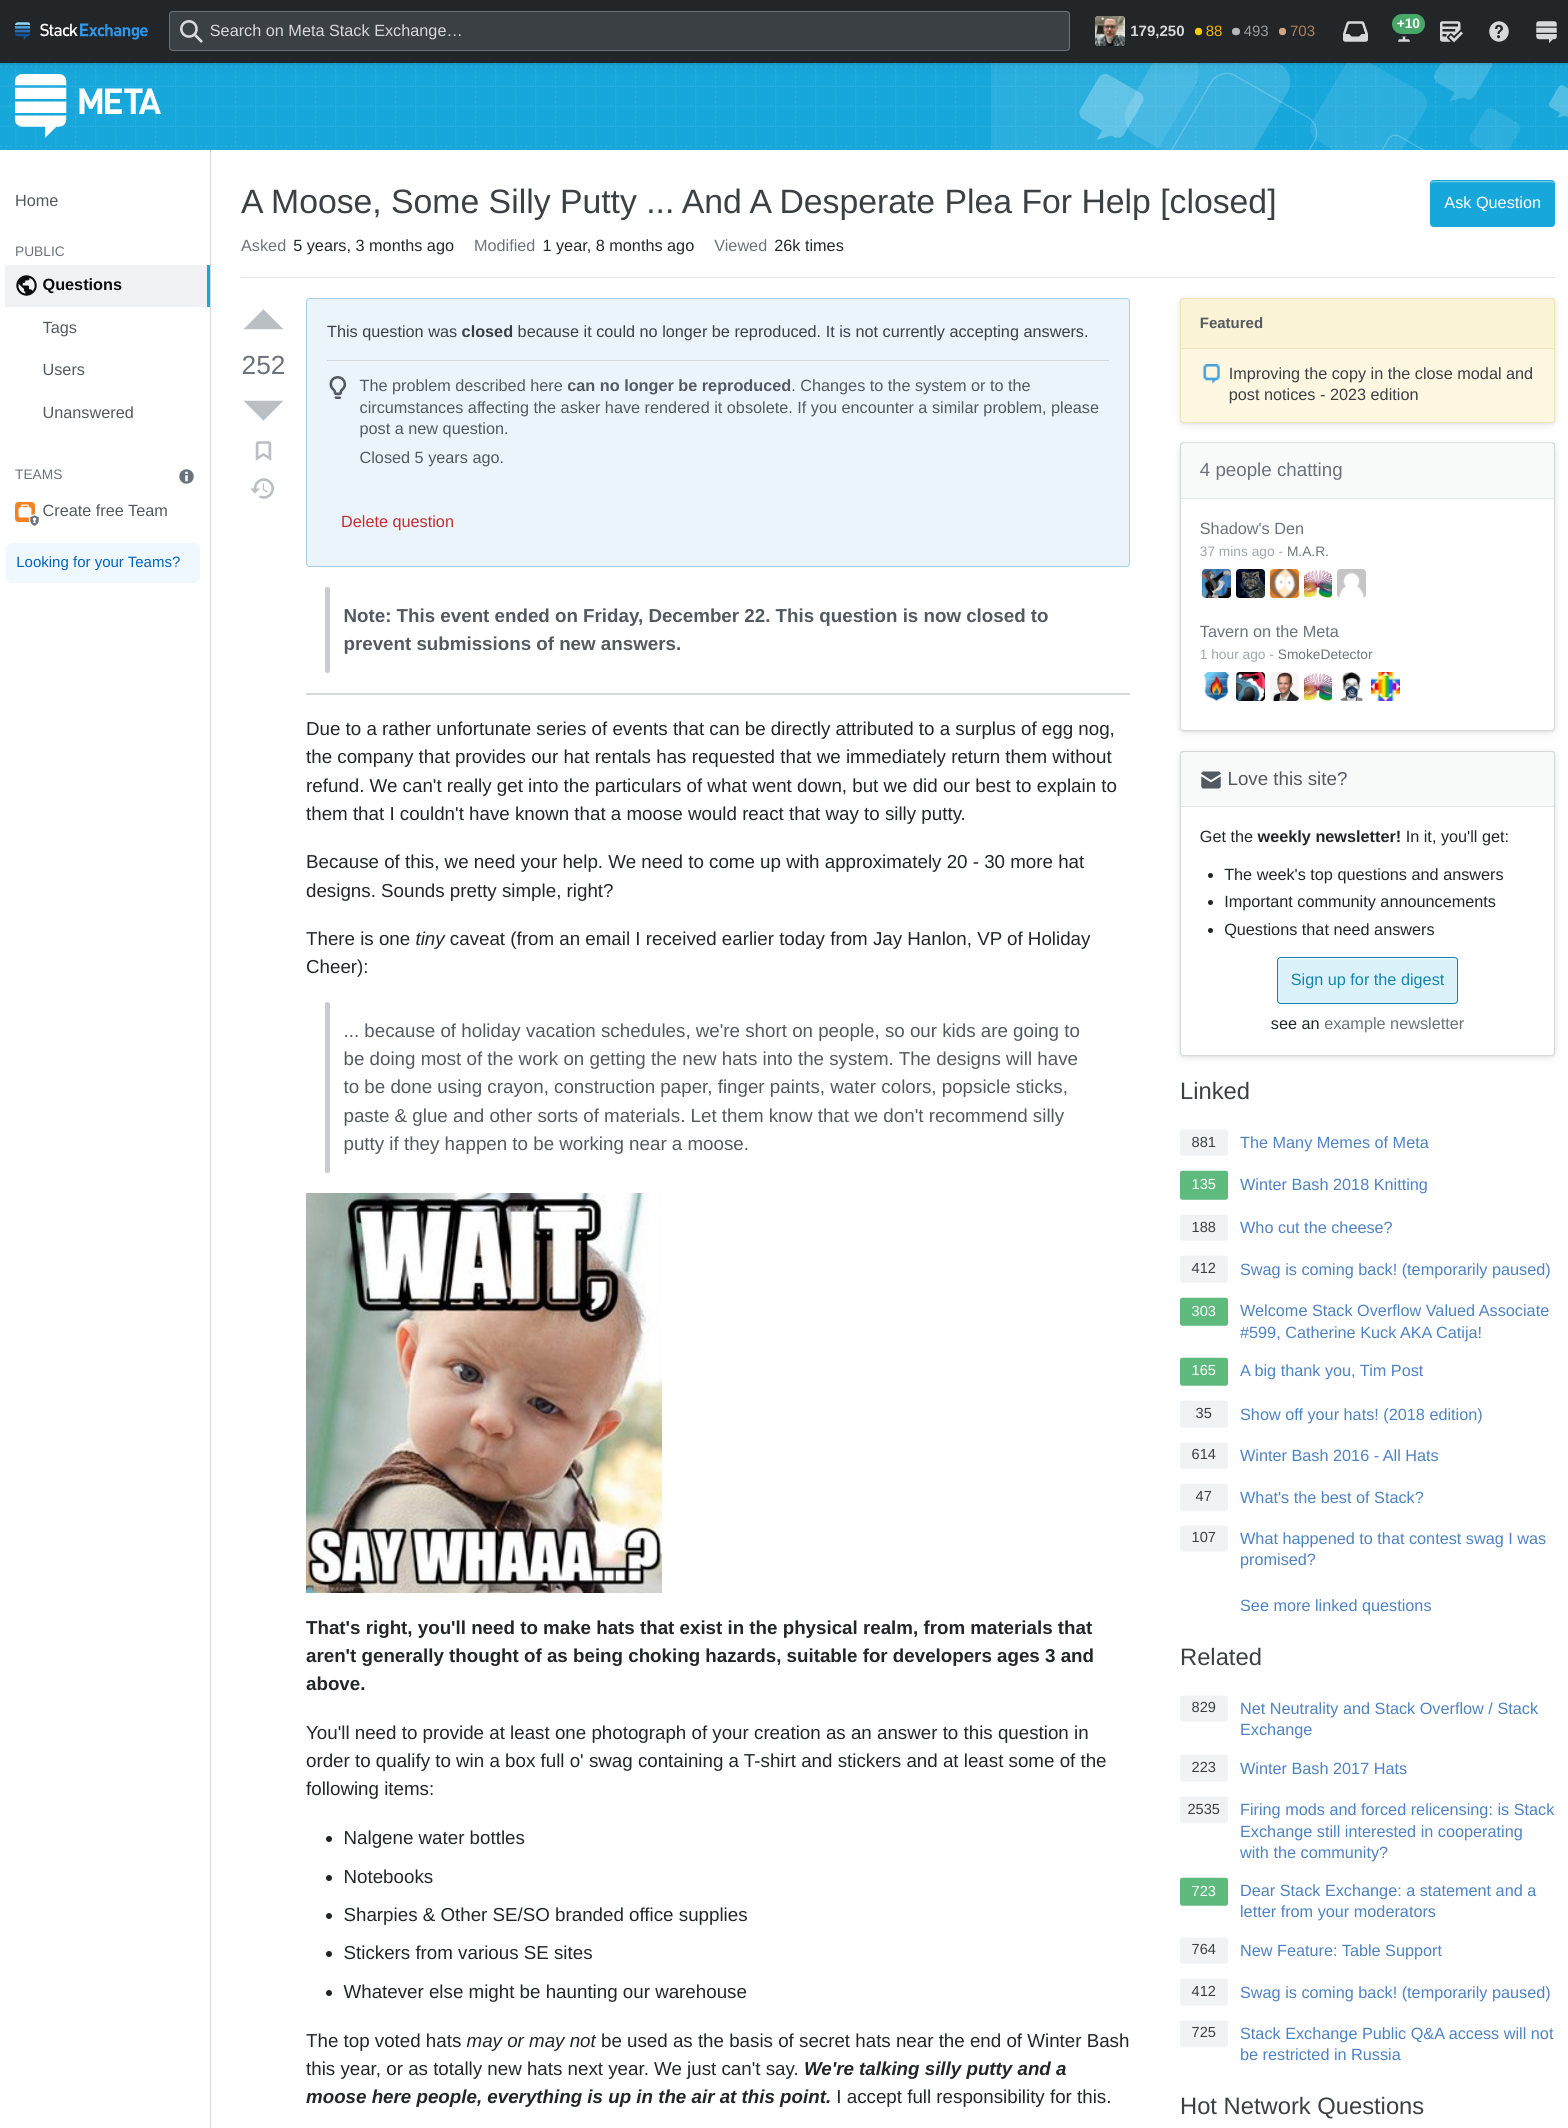 StackExchange
Search on Meta Stack Exchange…
179,250 88 493 703
+10
META
Home
PUBLIC
Questions
Tags
Users
Unanswered
TEAMS
Create free Team
Looking for your Teams?
A Moose, Some Silly Putty ... And A Desperate Plea For Help [closed]
Ask Question
Asked 5 years, 3 months ago Modified 1 year, 8 months ago Viewed 26k times
252
This question was closed because it could no longer be reproduced. It is not currently accepting answers.
The problem described here can no longer be reproduced. Changes to the system or to the
circumstances affecting the asker have rendered it obsolete. If you encounter a similar problem, please
post a new question.
Closed 5 years ago.
Delete question
Note: This event ended on Friday, December 22. This question is now closed to
prevent submissions of new answers.
Due to a rather unfortunate series of events that can be directly attributed to a surplus of egg nog,
the company that provides our hat rentals has requested that we immediately return them without
refund. We can't really get into the particulars of what went down, but we did our best to explain to
them that I couldn't have known that a moose would react that way to silly putty.
Because of this, we need your help. We need to come up with approximately 20 - 30 more hat
designs. Sounds pretty simple, right?
There is one tiny caveat (from an email I received earlier today from Jay Hanlon, VP of Holiday
Cheer):
... because of holiday vacation schedules, we're short on people, so our kids are going to
be doing most of the work on getting the new hats into the system. The designs will have
to be done using crayon, construction paper, finger paints, water colors, popsicle sticks,
paste & glue and other sorts of materials. Let them know that we don't recommend silly
putty if they happen to be working near a moose.
WAIT,
SAY WHAAA....?
That's right, you'll need to make hats that exist in the physical realm, from materials that
aren't generally thought of as being choking hazards, suitable for developers ages 3 and
above.
You'll need to provide at least one photograph of your creation as an answer to this question in
order to qualify to win a box full o' swag containing a T-shirt and stickers and at least some of the
following items:
Nalgene water bottles
Notebooks
Sharpies & Other SE/SO branded office supplies
Stickers from various SE sites
Whatever else might be haunting our warehouse
The top voted hats may or may not be used as the basis of secret hats near the end of Winter Bash
this year, or as totally new hats next year. We just can't say. We're talking silly putty and a
moose here people, everything is up in the air at this point. I accept full responsibility for this.
Featured
Improving the copy in the close modal and
post notices - 2023 edition
4 people chatting
Shadow's Den
37 mins ago - M.A.R.
Tavern on the Meta
1 hour ago - SmokeDetector
Love this site?
Get the weekly newsletter! In it, you'll get:
The week's top questions and answers
Important community announcements
Questions that need answers
Sign up for the digest
see an example newsletter
Linked
881 The Many Memes of Meta
135 Winter Bash 2018 Knitting
188 Who cut the cheese?
412 Swag is coming back! (temporarily paused)
303 Welcome Stack Overflow Valued Associate
#599, Catherine Kuck AKA Catija!
165 A big thank you, Tim Post
35 Show off your hats! (2018 edition)
614 Winter Bash 2016 - All Hats
47 What's the best of Stack?
107 What happened to that contest swag I was
promised?
See more linked questions
Related
829 Net Neutrality and Stack Overflow / Stack
Exchange
223 Winter Bash 2017 Hats
2535 Firing mods and forced relicensing: is Stack
Exchange still interested in cooperating
with the community?
723 Dear Stack Exchange: a statement and a
letter from your moderators
764 New Feature: Table Support
412 Swag is coming back! (temporarily paused)
725 Stack Exchange Public Q&A access will not
be restricted in Russia
Hot Network Questions